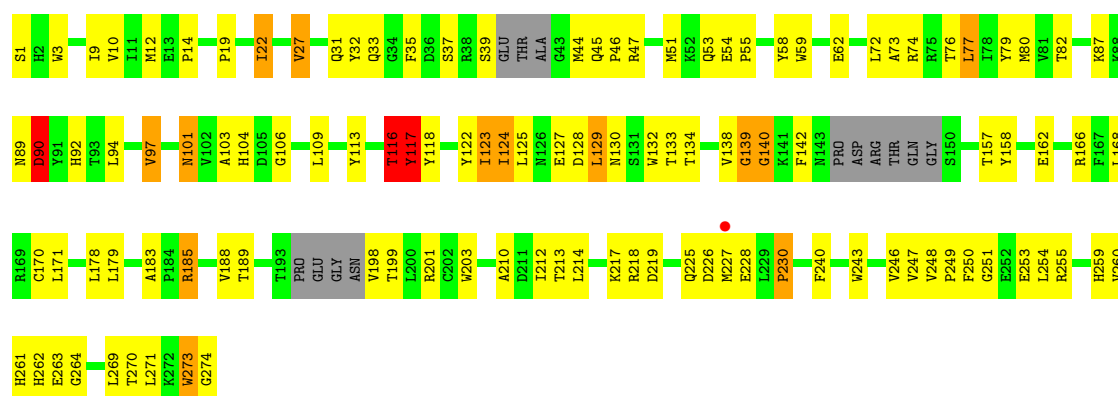 S1 H2 W3 I9 V10 I11 M12 E13 P14 P19 I22 V27 Q31 Y32 Q33 G34 F35 D36 S37 R38 S39 GLU THR ALA G43 M44 Q45 P46 R47 M51 K52 Q53 E54 P55 Y58 W59 E62 L72 A73 R74 R75 T76 L77 I78 Y79 M80 V81 T82 K87 K88
N89 D90 Y91 H92 T93 L94 V97 N101 V102 A103 H104 D105 G106 L109 Y113 T116 Y117 Y118 Y122 I123 I124 L125 N126 E127 D128 L129 N130 S131 W132 T133 T134 V138 G139 G140 K141 F142 N143 PRO ASP ARG THR GLN GLY S150 T157 Y158 E162 R166 F167 L168
R169 C170 L171 L178 L179 A183 P184 R185 V188 T189 T193 PRO GLU GLY ASN V198 T199 L200 R201 C202 W203 A210 D211 I212 T213 L214 K217 R218 D219 Q225 D226 M227 E228 L229 P230 F240 W243 V246 V247 V248 P249 F250 G251 E252 E253 L254 R255 H259 V260
H261 H262 E263 G264 L269 T270 L271 K272 W273 G274